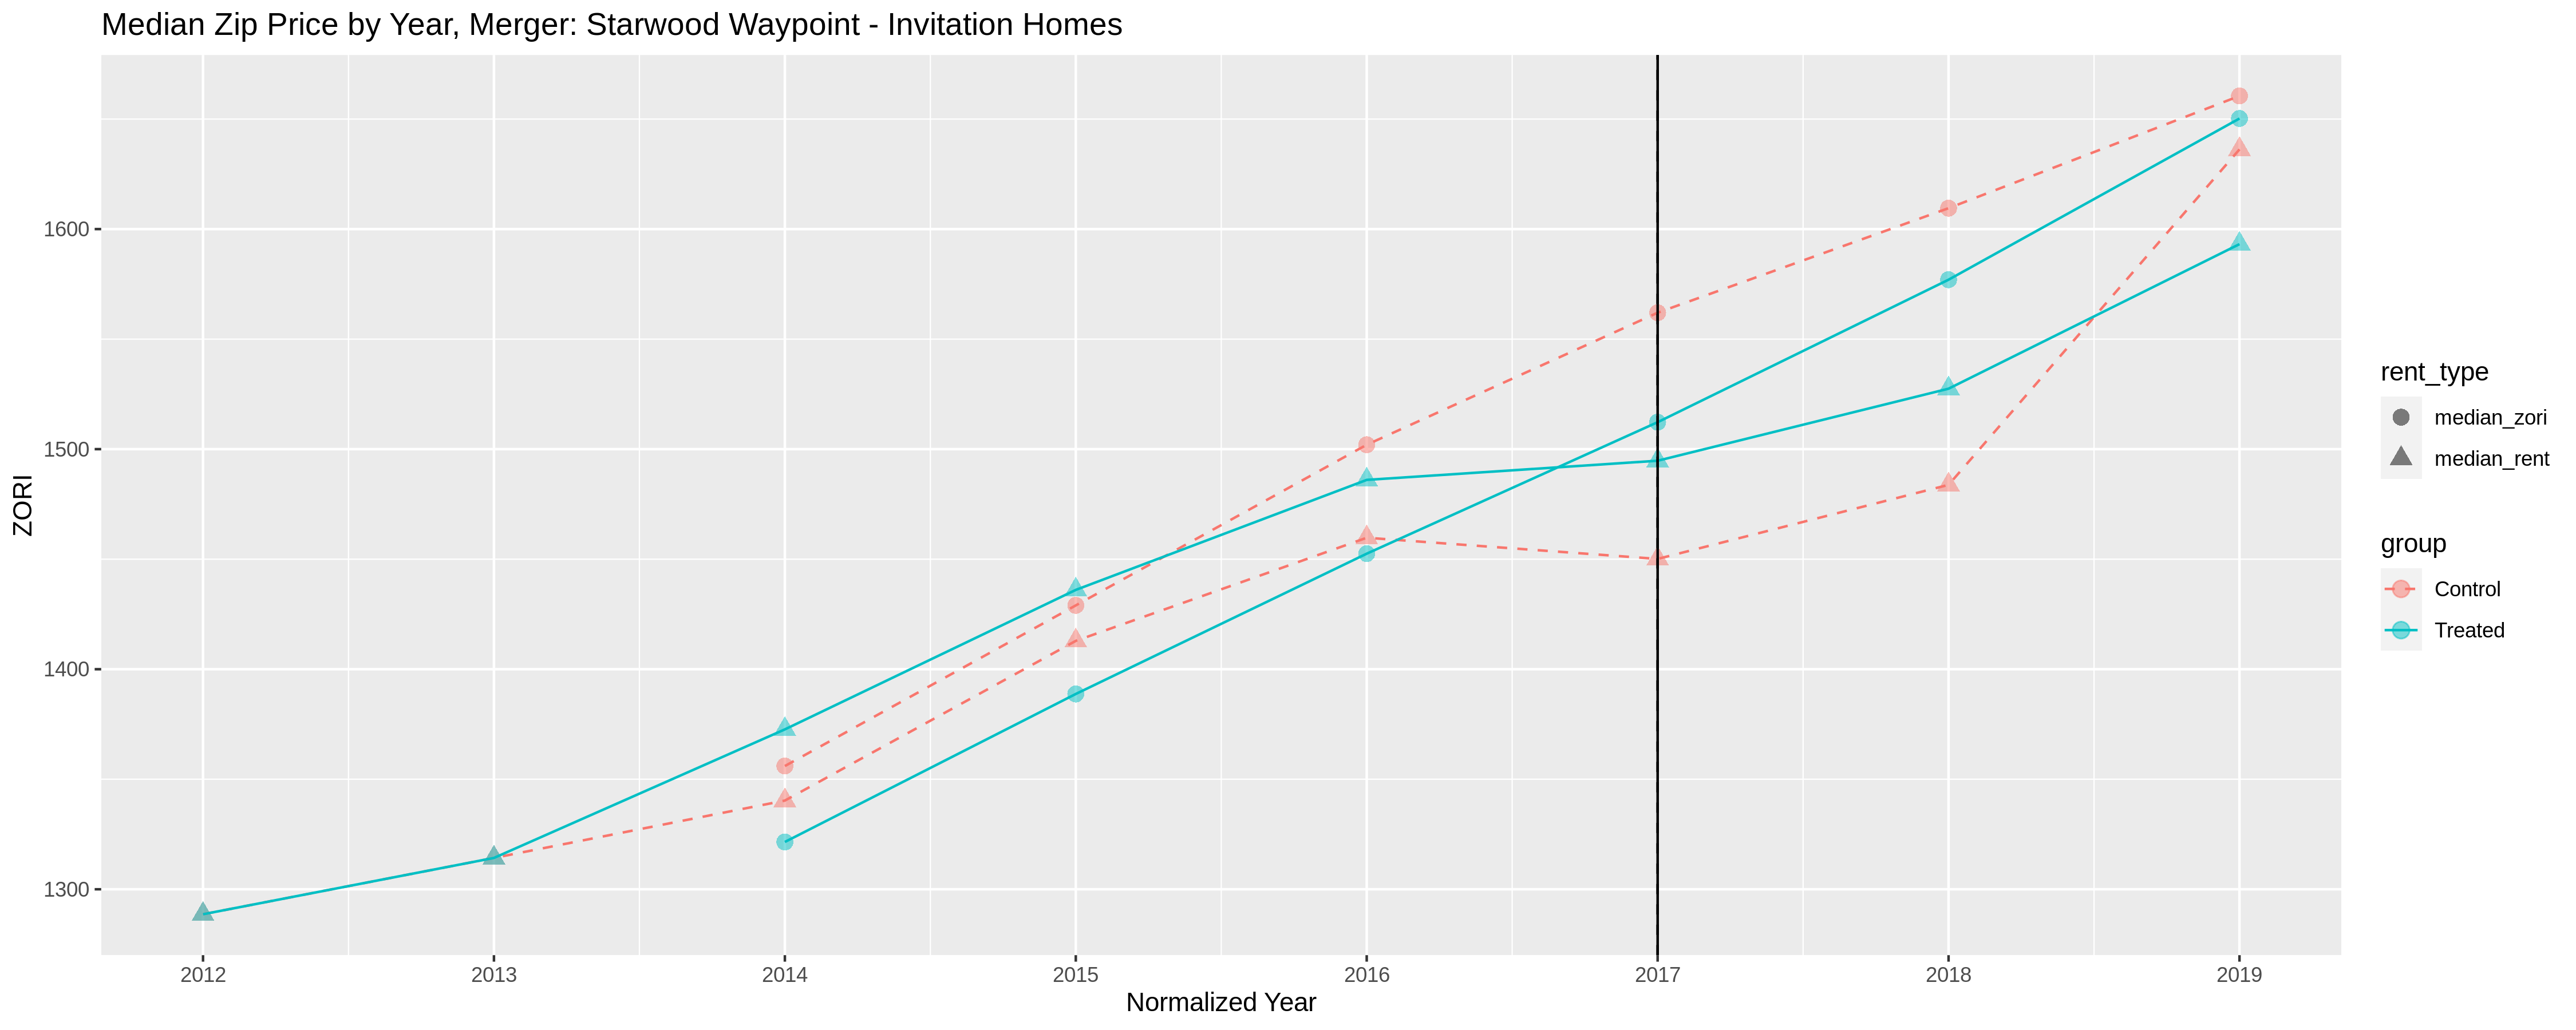 Median Zip Price by Year, Merger: Starwood Waypoint - Invitation Homes
ZORI
1600
1500
1400
1300
2012 2013 2014 2015 2016 2017 2018 2019
Normalized Year
rent_type
median_zori
median_rent
group
Control
Treated